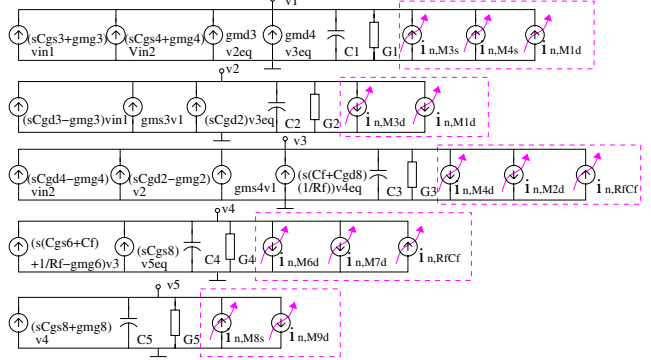 v1
(sCgs3+gmg3) (sCgs4+gmg4) gmd3 gmd4 C1 G1 i n,M3s i n,M4s i n,M1d
vin1 Vin2 v2eq v3eq
v2
(sCgd3-gmg3)vin1 gms3v1 (sCgd2)v3eq C2 G2 i n,M3d i n,M1d
v3
(sCgd4-gmg4) (sCgd2-gmg2) gms4v1 (s(Cf+Cgd8) C3 G3 i n,M4d i n,M2d i n,RfCf
vin2 v2 (1/Rf))v4eq
v4
(s(Cgs6+Cf) (sCgs8) C4 G4 i n,M6d i n,M7d i n,RfCf
+1/Rf-gmg6)v3 v5eq
v5
(sCgs8+gmg8) C5 G5 i n,M8s i n,M9d
v4